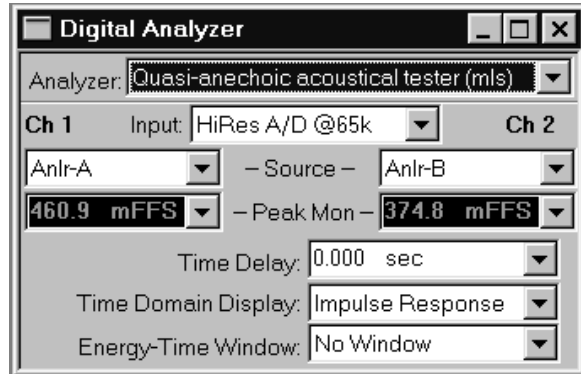 Digital Analyzer
Analyzer: Quasi-anechoic acoustical tester (mls)
Ch 1 Input: HiRes A/D @65k Ch 2
Anlr-A – Source – Anlr-B
460.9 mFFS – Peak Mon – 374.8 mFFS
Time Delay: 0.000 sec
Time Domain Display: Impulse Response
Energy-Time Window: No Window